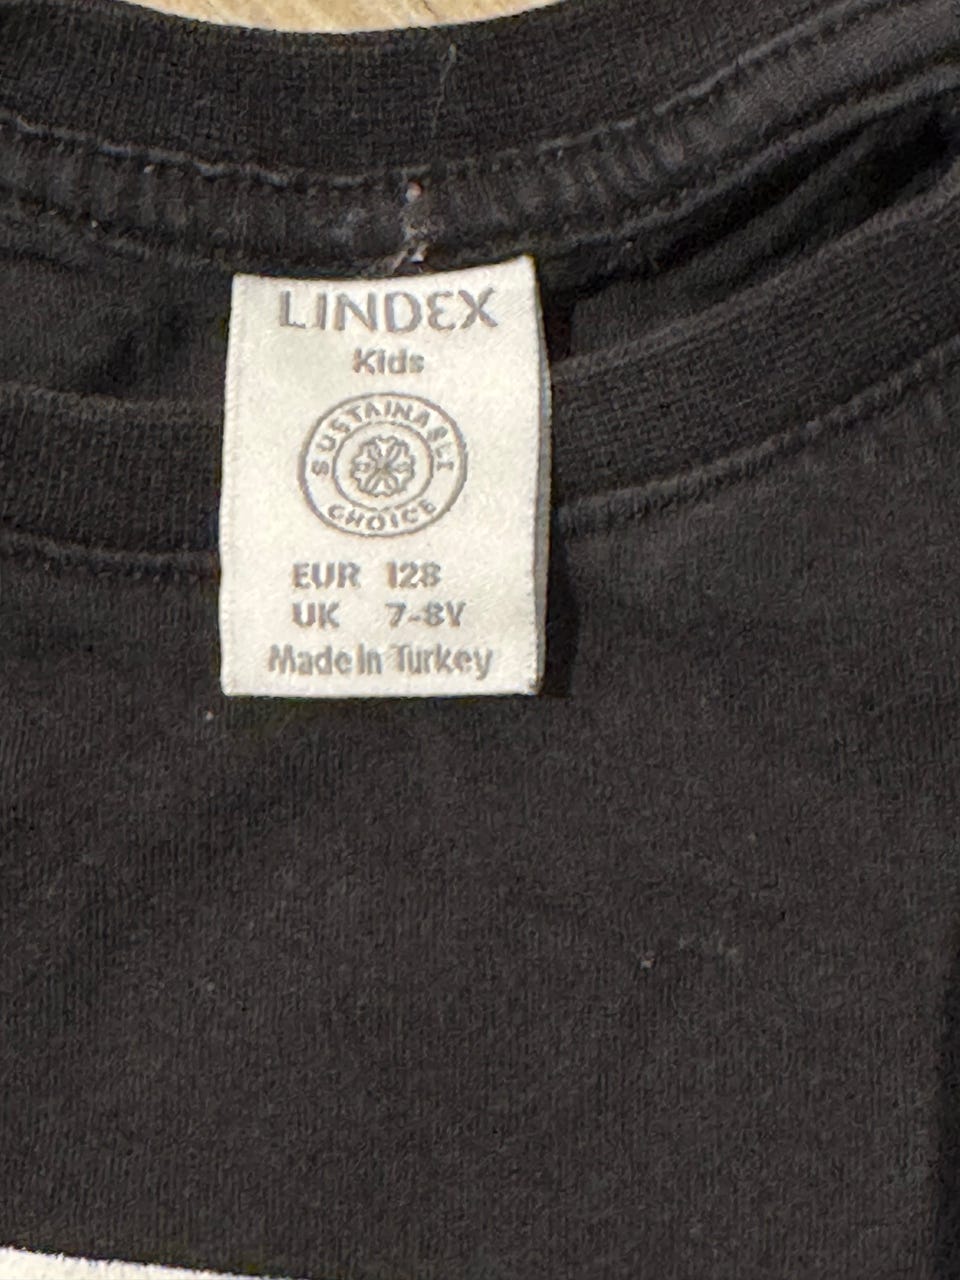 LINDEX
Kids
SUSTAINABLE
CHOICE
EUR 128
UK 7-8Y
Made in Turkey